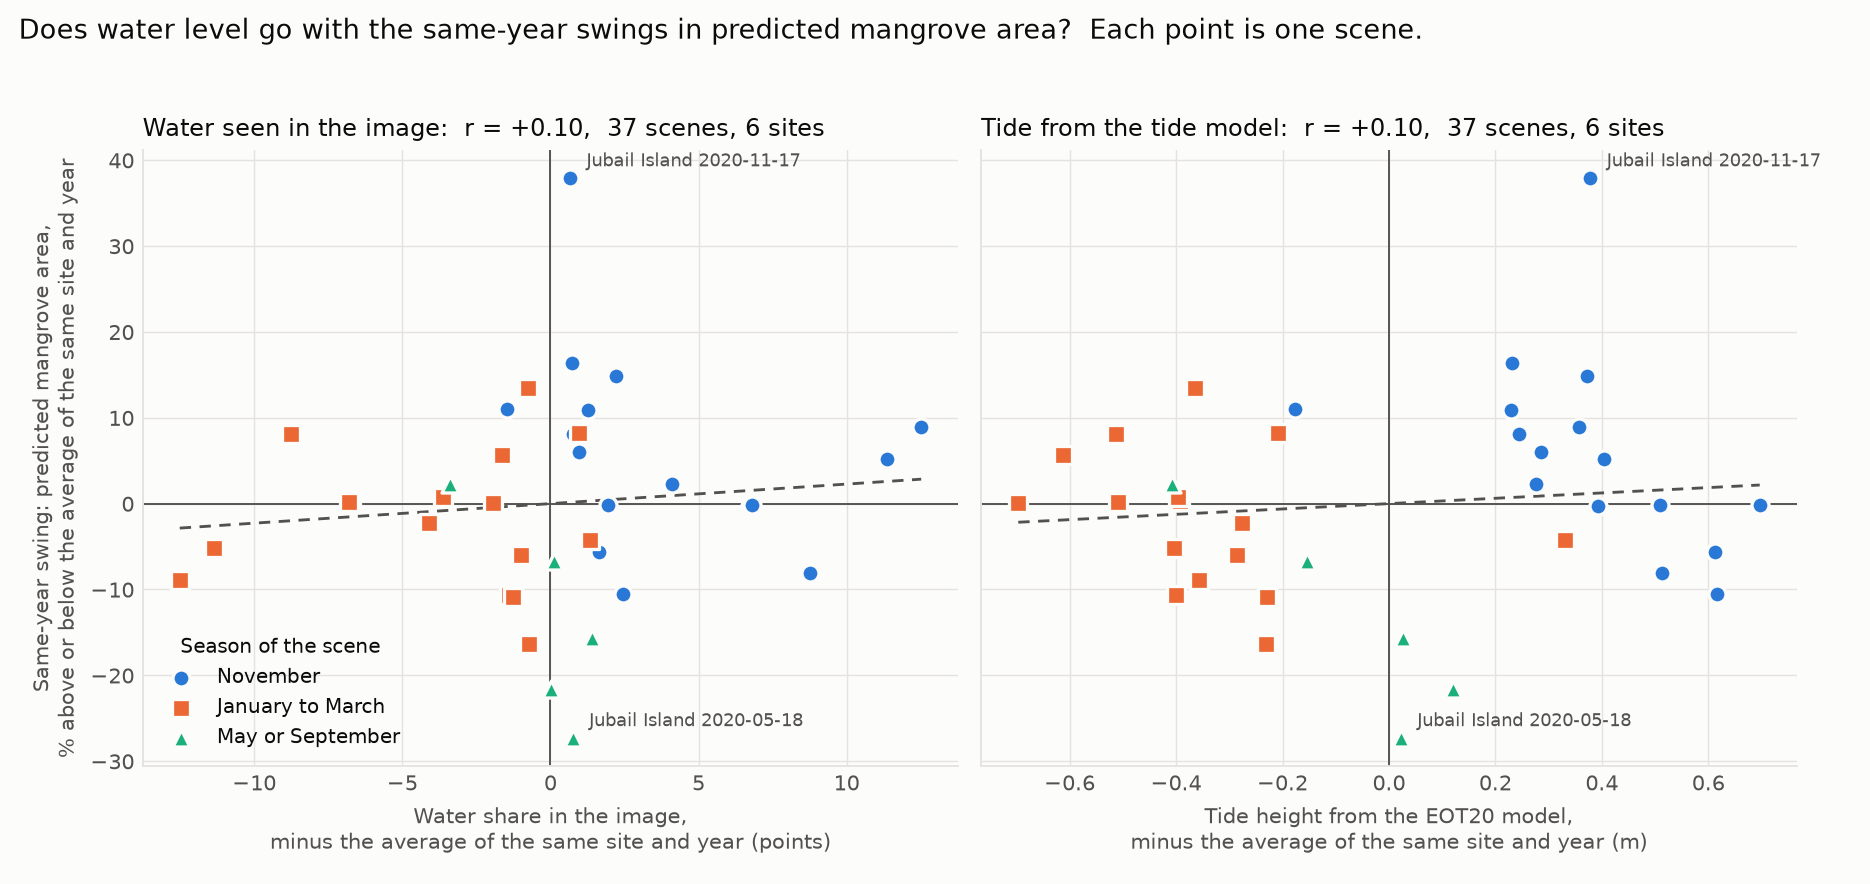 Does water level go with the same-year swings in predicted mangrove area?  Each point is one scene.
Water seen in the image:  r = +0.10,  37 scenes, 6 sites
Same-year swing: predicted mangrove area,
% above or below the average of the same site and year
40
30
20
10
0
−10
−20
−30
Jubail Island 2020-11-17
Jubail Island 2020-05-18
Season of the scene
November
January to March
May or September
−10
−5
0
5
10
Water share in the image,
minus the average of the same site and year (points)
Tide from the tide model:  r = +0.10,  37 scenes, 6 sites
Jubail Island 2020-11-17
Jubail Island 2020-05-18
−0.6
−0.4
−0.2
0.0
0.2
0.4
0.6
Tide height from the EOT20 model,
minus the average of the same site and year (m)